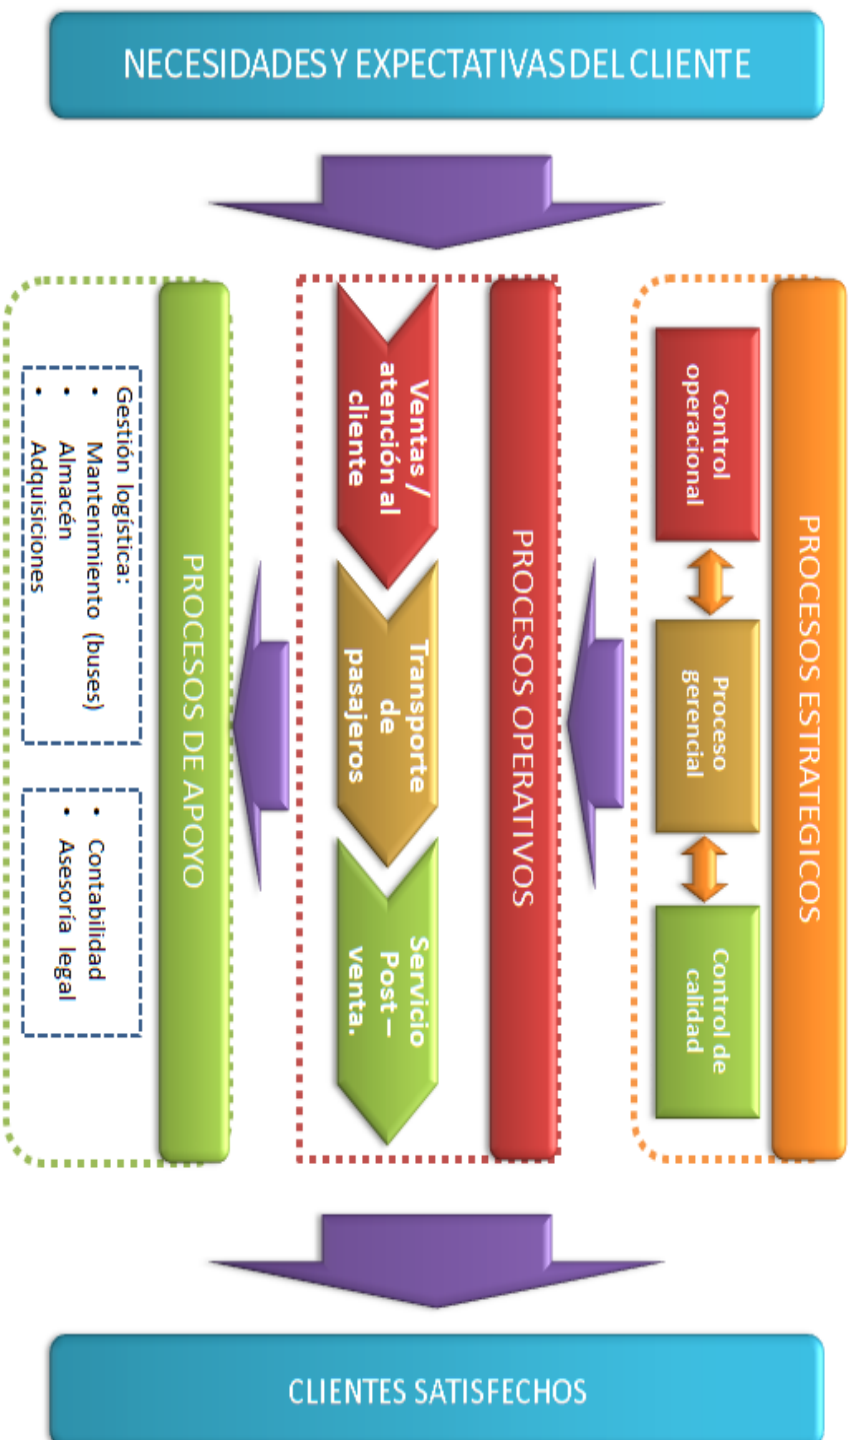 NECESIDADES Y EXPECTATIVAS DEL CLIENTE
PROCESOS ESTRATEGICOS
Control
operacional
Proceso
gerencial
Control de
calidad
PROCESOS OPERATIVOS
Ventas /
atención al
cliente
Transporte
de
pasajeros
Servicio
Post –
venta.
PROCESOS DE APOYO
Gestión logística:
• Mantenimiento (buses)
• Almacén
• Adquisiciones
• Contabilidad
• Asesoría legal
CLIENTES SATISFECHOS